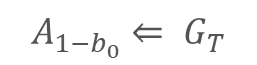 A_{1-b_0} ⇐ G_T